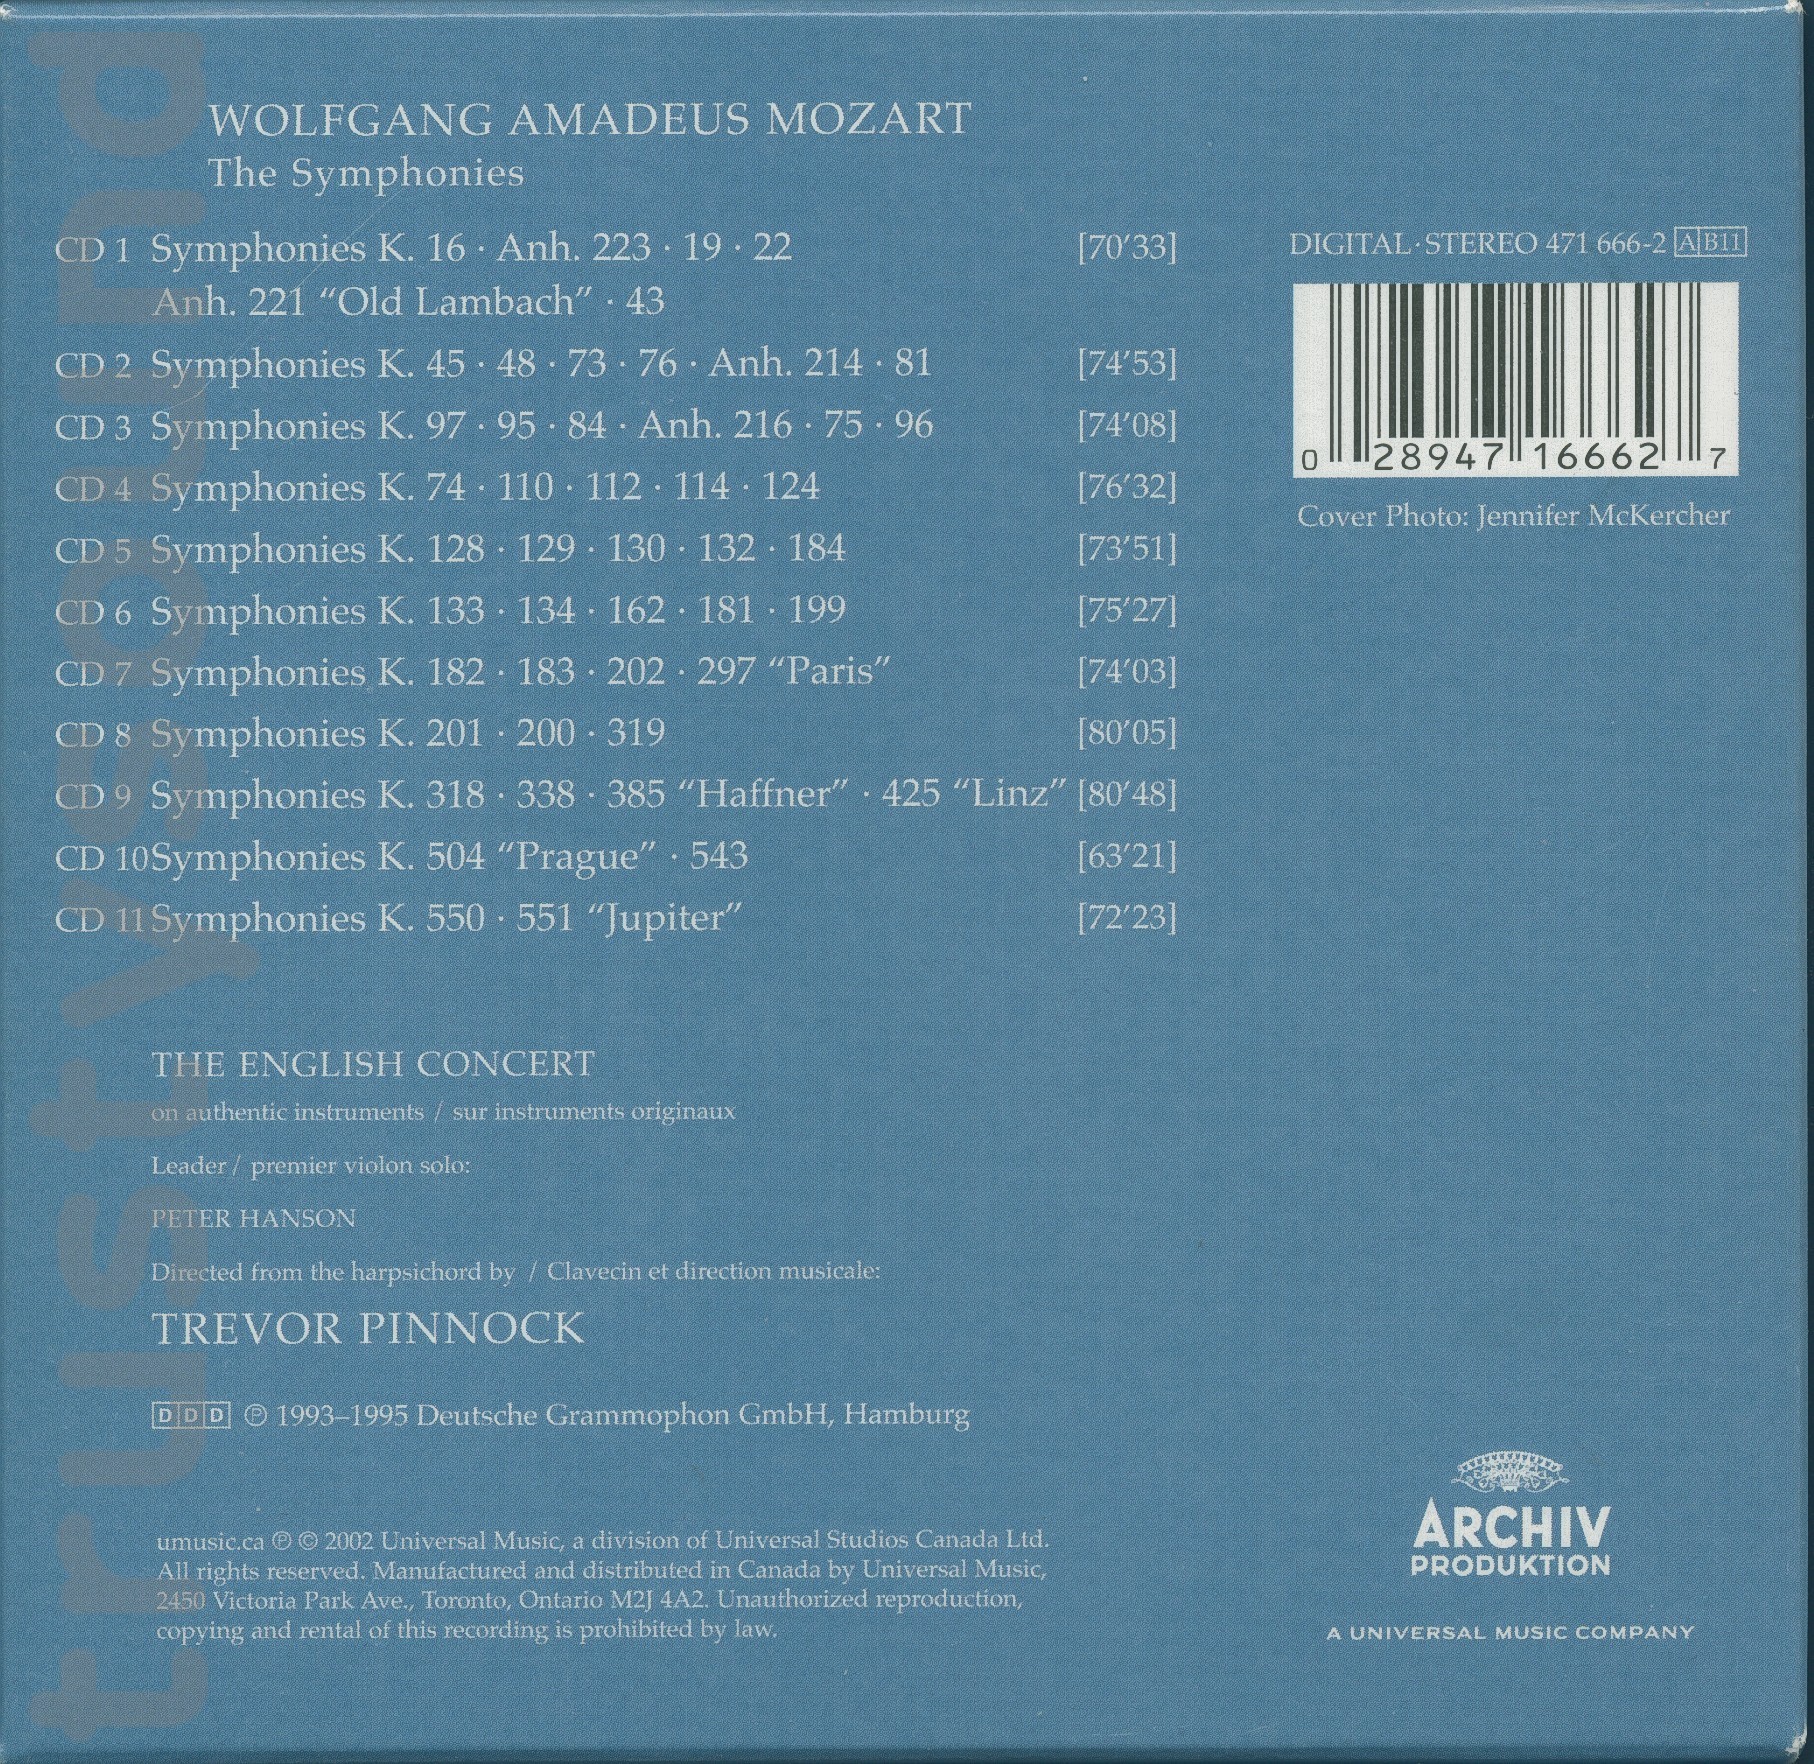 WOLFGANG AMADEUS MOZART
The Symphonies
CD 1 Symphonies K. 16 · Anh. 223 · 19 · 22 [70′33]
Anh. 221 “Old Lambach” · 43
CD 2 Symphonies K. 45 · 48 · 73 · 76 · Anh. 214 · 81 [74′53]
CD 3 Symphonies K. 97 · 95 · 84 · Anh. 216 · 75 · 96 [74′08]
CD 4 Symphonies K. 74 · 110 · 112 · 114 · 124 [76′32]
CD 5 Symphonies K. 128 · 129 · 130 · 132 · 184 [73′51]
CD 6 Symphonies K. 133 · 134 · 162 · 181 · 199 [75′27]
CD 7 Symphonies K. 182 · 183 · 202 · 297 “Paris” [74′03]
CD 8 Symphonies K. 201 · 200 · 319 [80′05]
CD 9 Symphonies K. 318 · 338 · 385 “Haffner” · 425 “Linz” [80′48]
CD 10 Symphonies K. 504 “Prague” · 543 [63′21]
CD 11 Symphonies K. 550 · 551 “Jupiter” [72′23]
DIGITAL·STEREO 471 666-2 A B11
0 28947 16662 7
Cover Photo: Jennifer McKercher
THE ENGLISH CONCERT
on authentic instruments / sur instruments originaux
Leader / premier violon solo:
PETER HANSON
Directed from the harpsichord by / Clavecin et direction musicale:
TREVOR PINNOCK
DDD ℗ 1993–1995 Deutsche Grammophon GmbH, Hamburg
umusic.ca ℗ © 2002 Universal Music, a division of Universal Studios Canada Ltd.
All rights reserved. Manufactured and distributed in Canada by Universal Music,
2450 Victoria Park Ave., Toronto, Ontario M2J 4A2. Unauthorized reproduction,
copying and rental of this recording is prohibited by law.
ARCHIV
PRODUKTION
A UNIVERSAL MUSIC COMPANY
trustysound